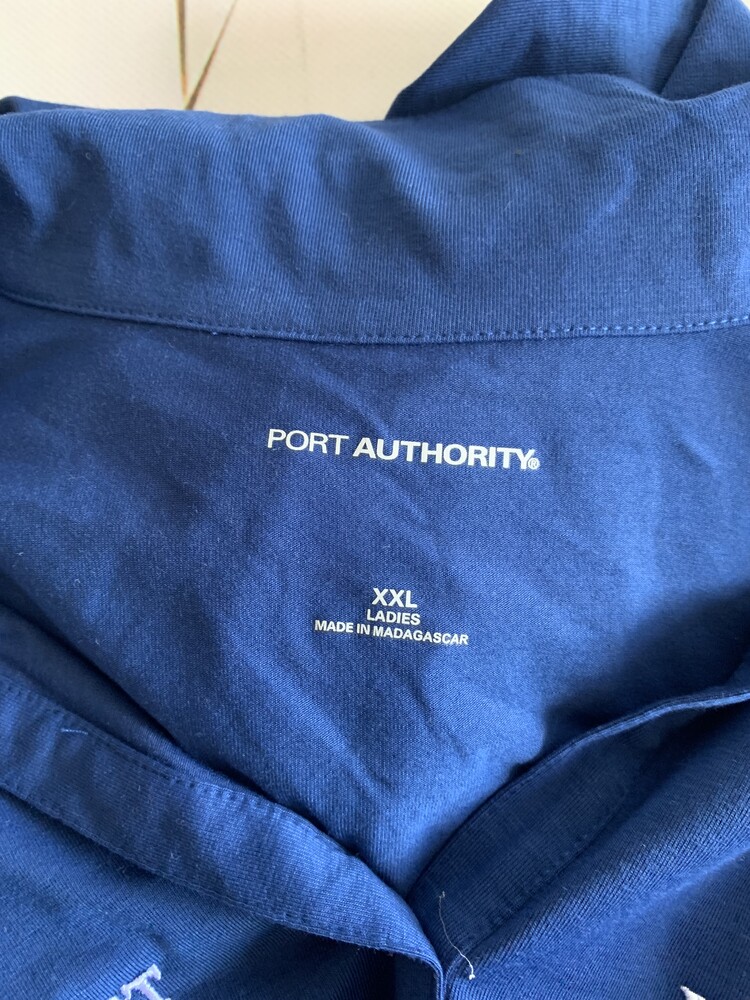 PORT AUTHORITY®
XXL
LADIES
MADE IN MADAGASCAR